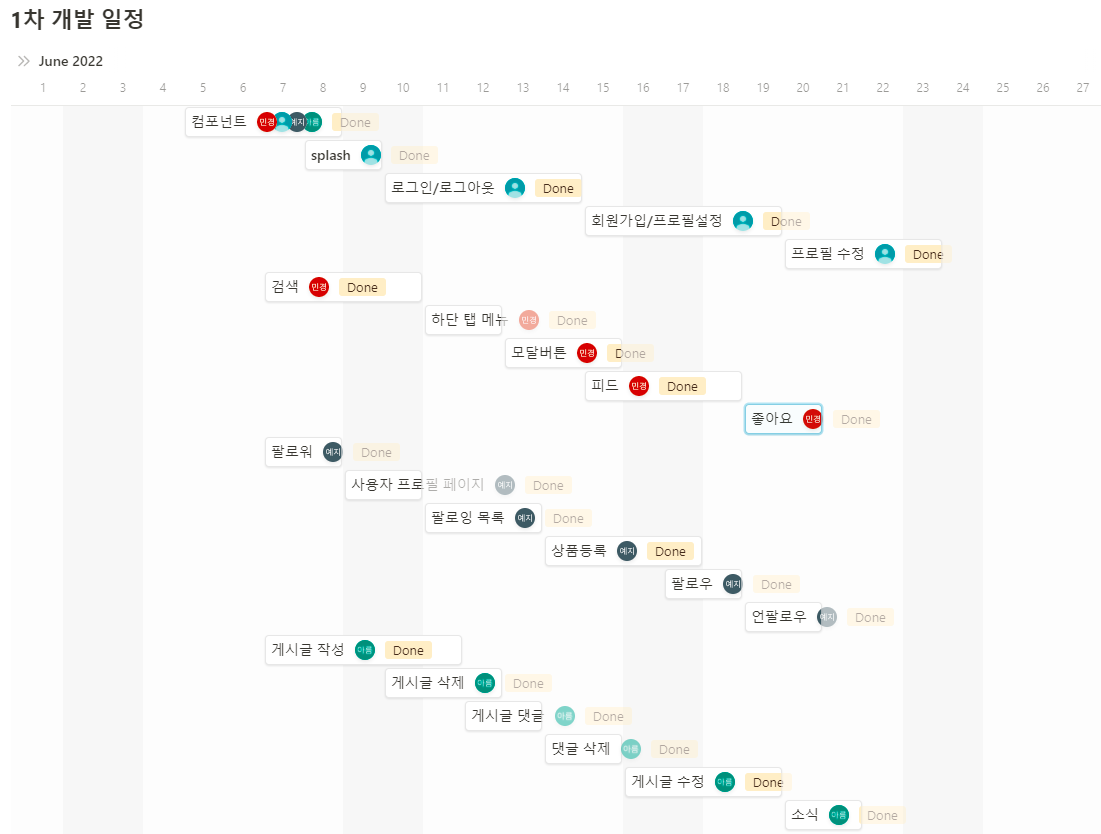 1차 개발 일정
June 2022
1 2 3 4 5 6 7 8 9 10 11 12 13 14 15 16 17 18 19 20 21 22 23 24 25 26 27
컴포넌트 민경 예지 아름 Done
splash Done
로그인/로그아웃 Done
회원가입/프로필설정 Done
프로필 수정 Done
검색 민경 Done
하단 탭 메뉴 민경 Done
모달버튼 민경 Done
피드 민경 Done
좋아요 민경 Done
팔로워 예지 Done
사용자 프로필 페이지 예지 Done
팔로잉 목록 예지 Done
상품등록 예지 Done
팔로우 예지 Done
언팔로우 예지 Done
게시글 작성 아름 Done
게시글 삭제 아름 Done
게시글 댓글 아름 Done
댓글 삭제 아름 Done
게시글 수정 아름 Done
소식 아름 Done